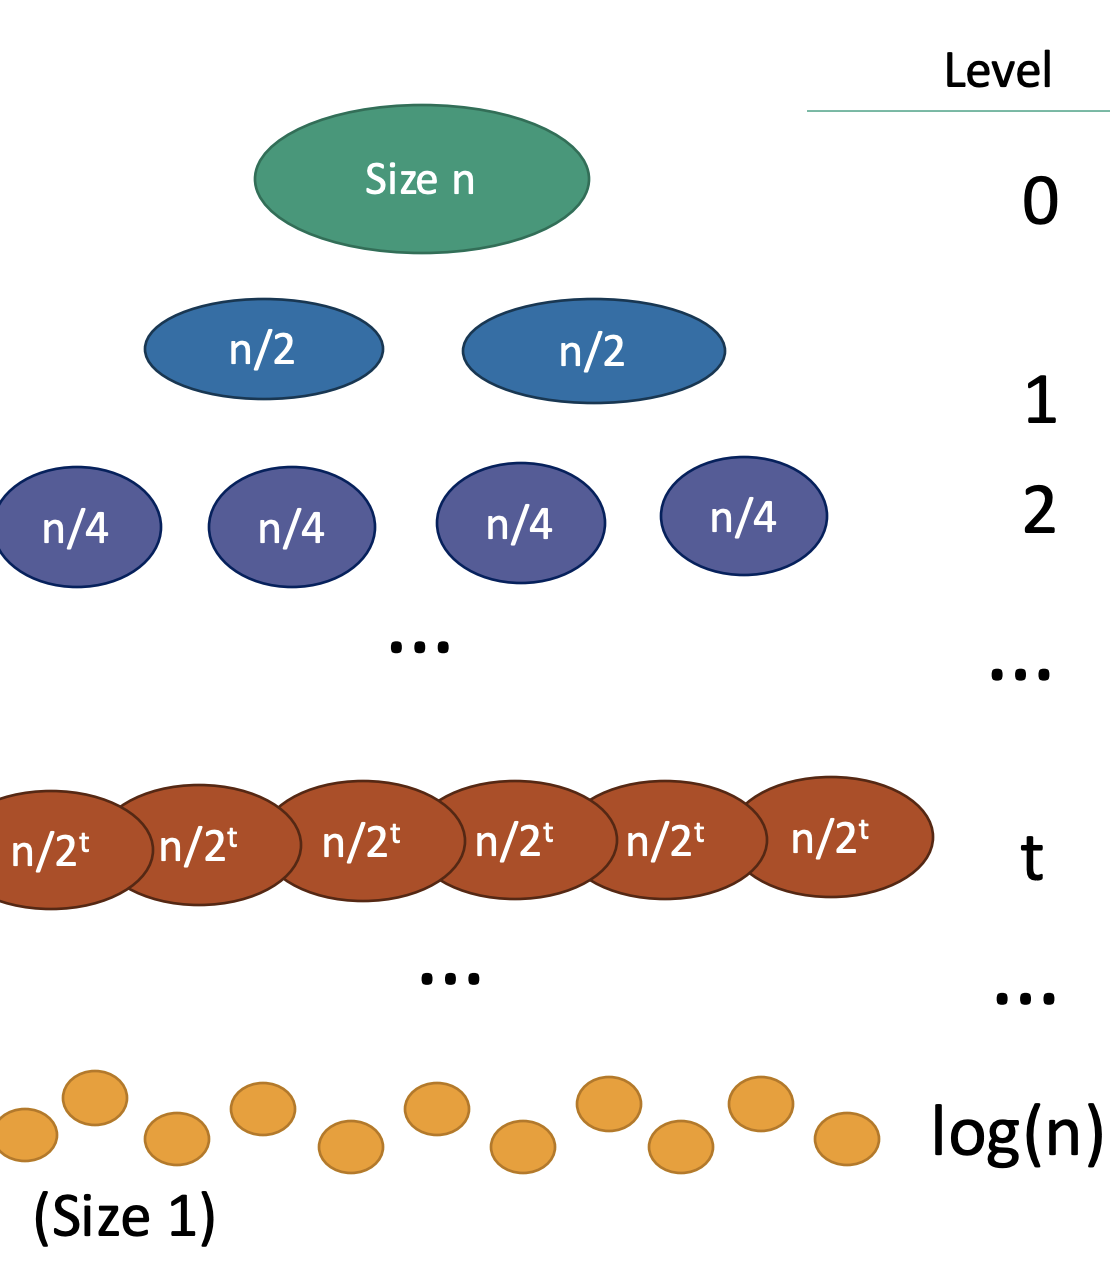 Level
Size n
0
n/2 n/2
1
n/4 n/4 n/4 n/4
2
...
...
n/2ᵗ n/2ᵗ n/2ᵗ n/2ᵗ n/2ᵗ n/2ᵗ
t
...
...
log(n)
(Size 1)